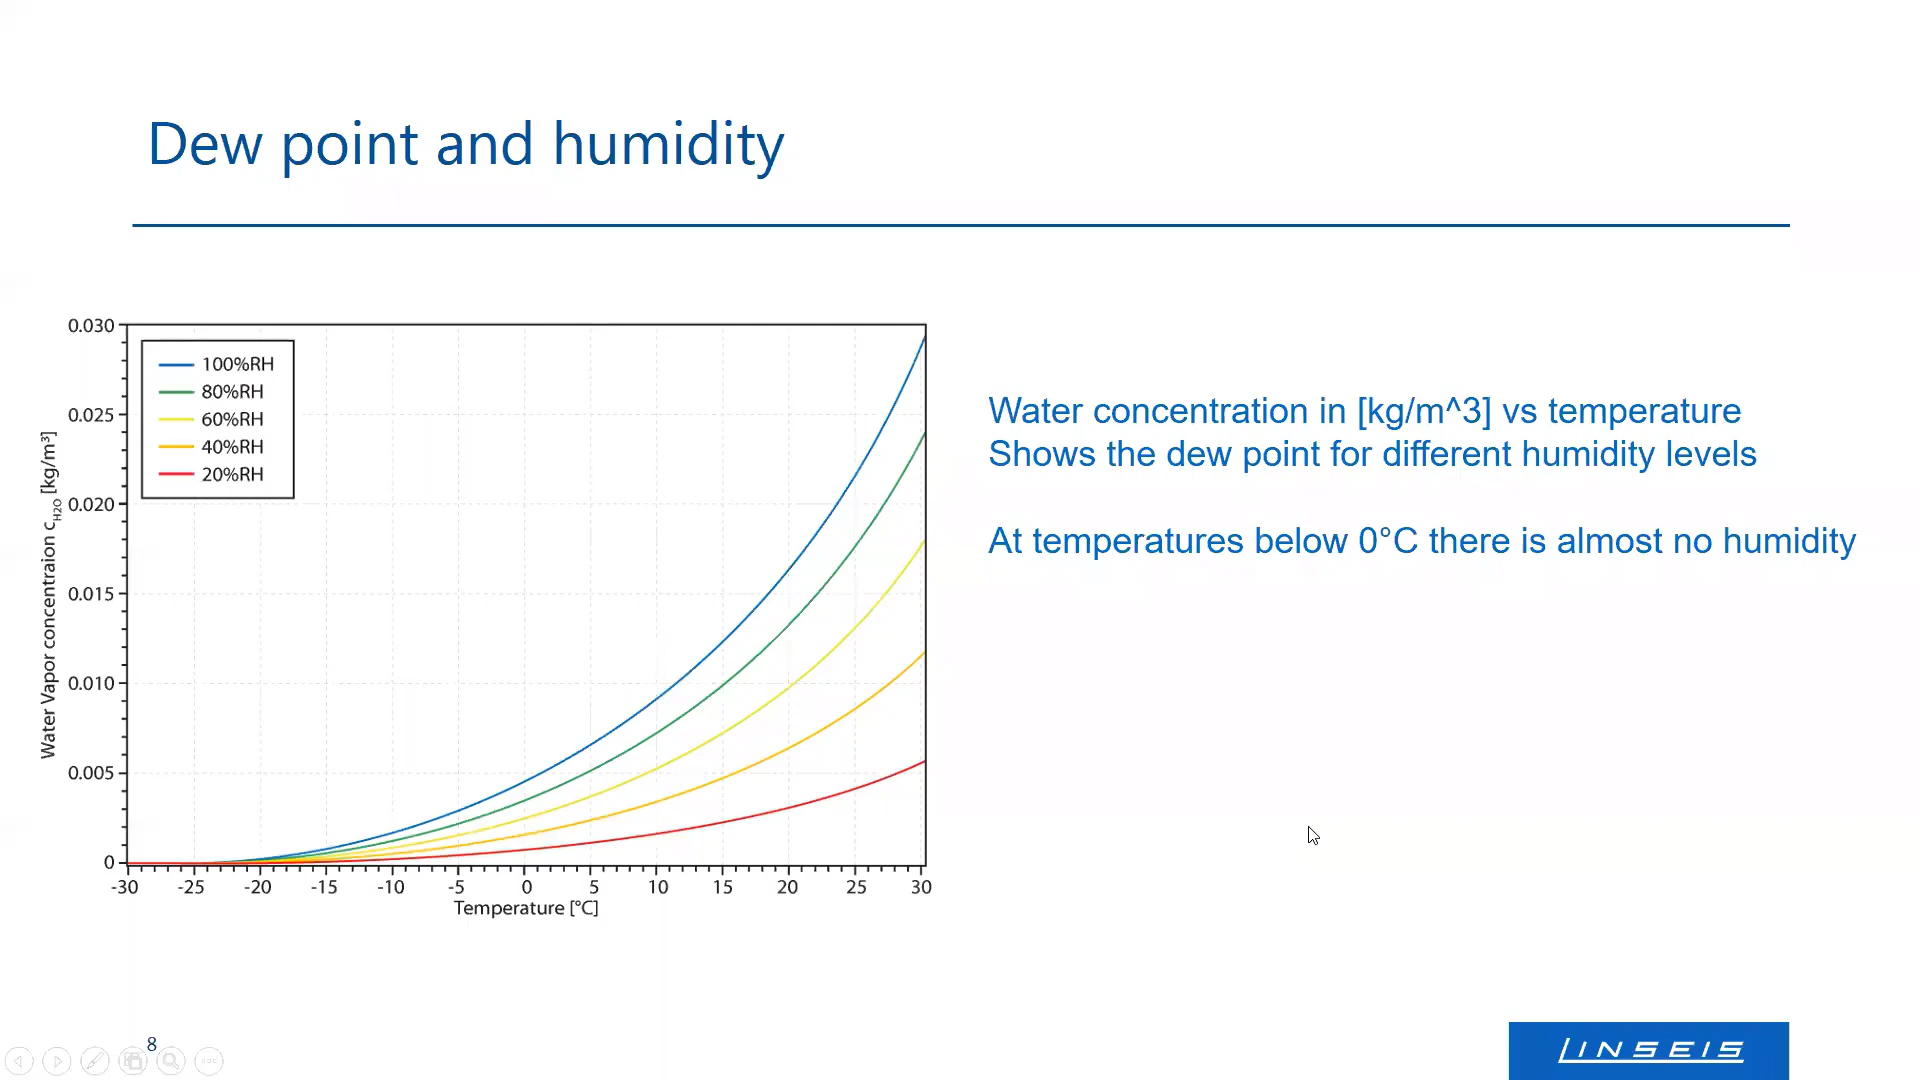 Dew point and humidity
0.030
0.025
0.020
0.015
0.010
0.005
0
Water Vapor concentraion cH2O [kg/m³]
100%RH
80%RH
60%RH
40%RH
20%RH
-30 -25 -20 -15 -10 -5 0 5 10 15 20 25 30
Temperature [°C]
Water concentration in [kg/m^3] vs temperature
Shows the dew point for different humidity levels
At temperatures below 0°C there is almost no humidity
8
LINSEIS